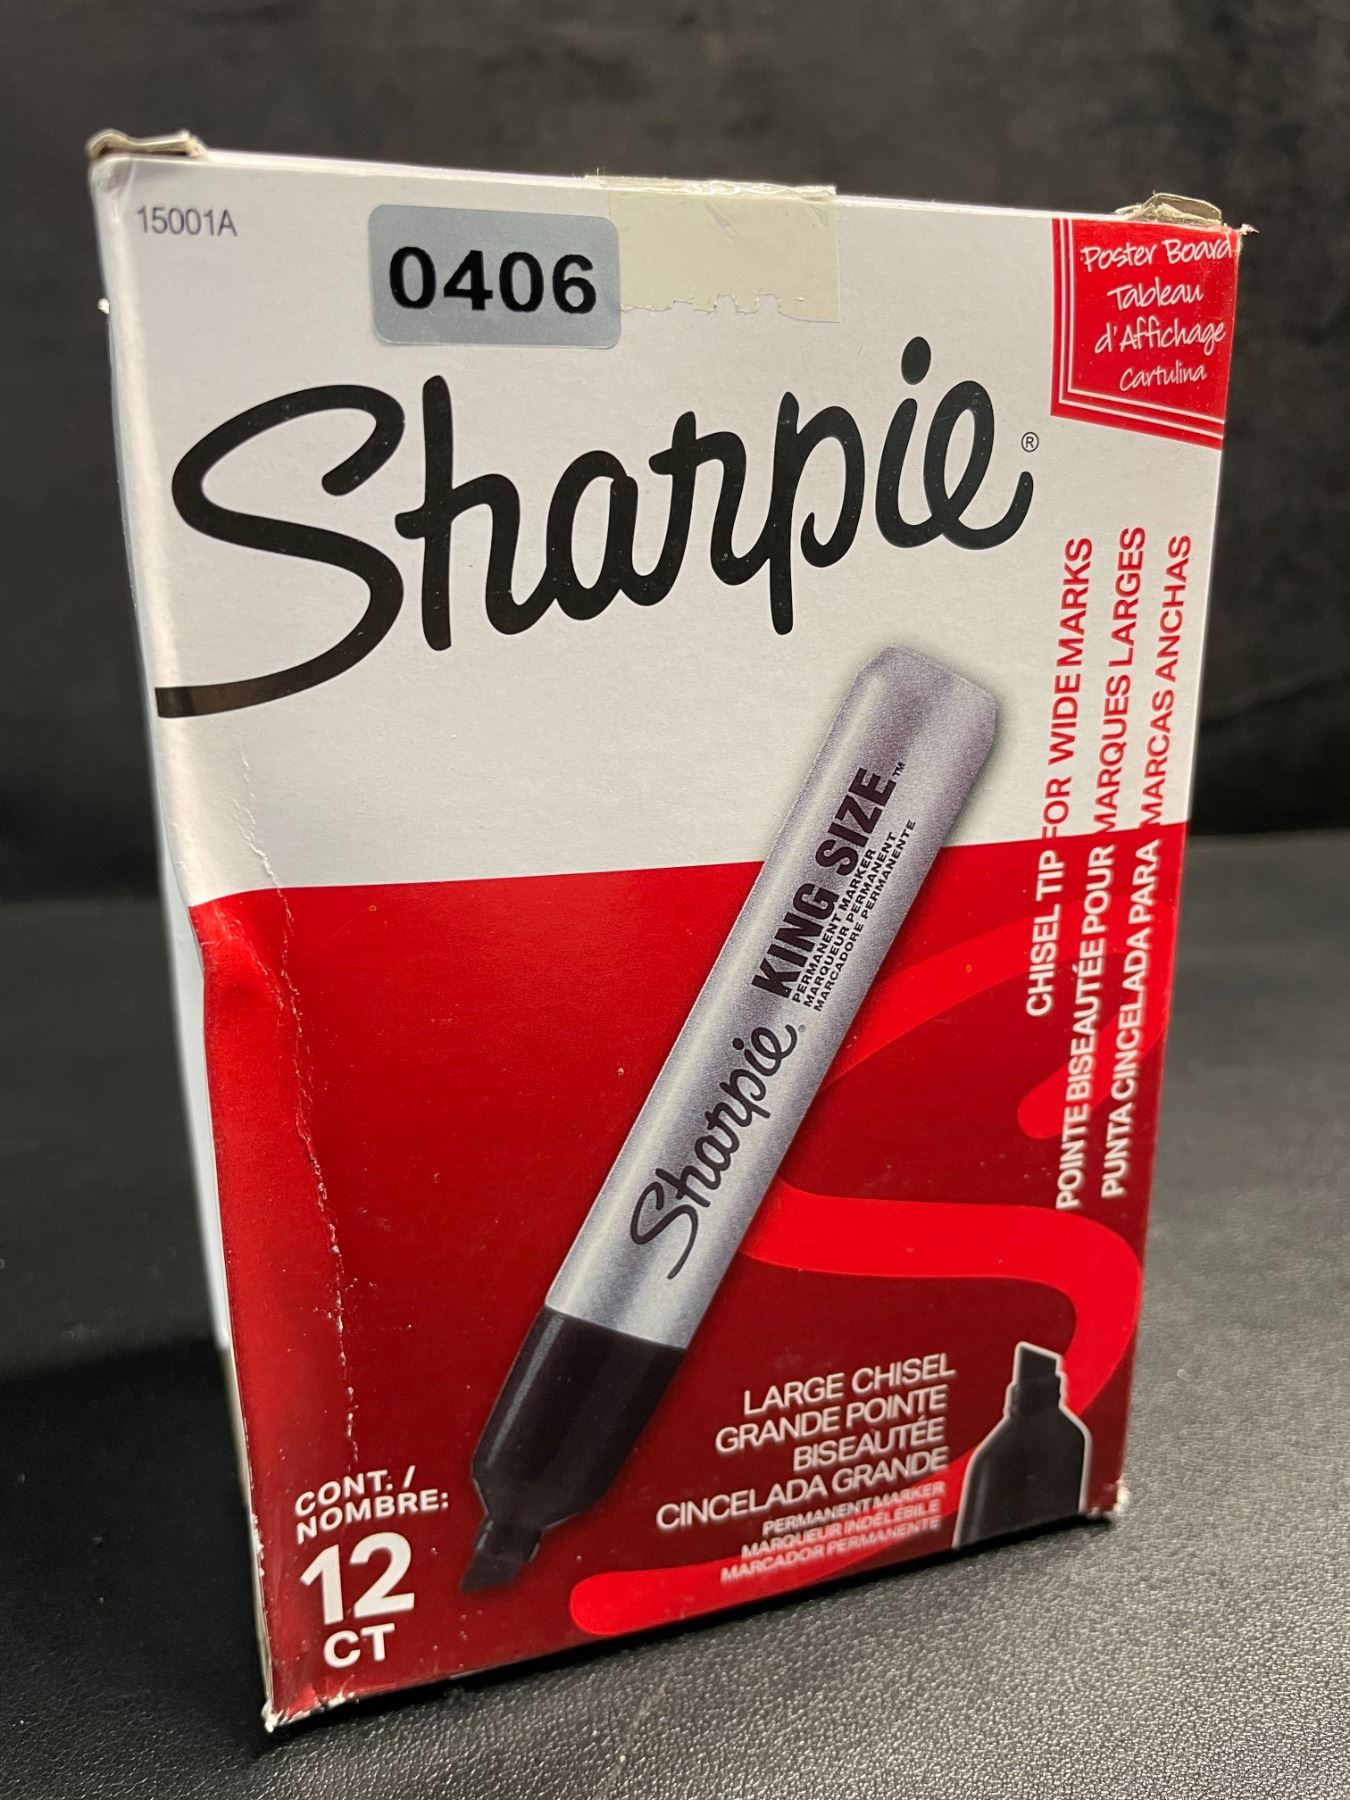 15001A
0406
Poster Board
Tableau
d'Affichage
Cartulina
Sharpie®
CHISEL TIP FOR WIDE MARKS
POINTE BISEAUTÉE POUR MARQUES LARGES
PUNTA CINCELADA PARA MARCAS ANCHAS
Sharpie® KING SIZE™
PERMANENT MARKER
MARQUEUR PERMANENT
MARCADORE PERMANENTE
LARGE CHISEL
GRANDE POINTE
BISEAUTÉE
CINCELADA GRANDE
PERMANENT MARKER
MARQUEUR INDÉLÉBILE
MARCADOR PERMANENTE
CONT. /
NOMBRE:
12
CT